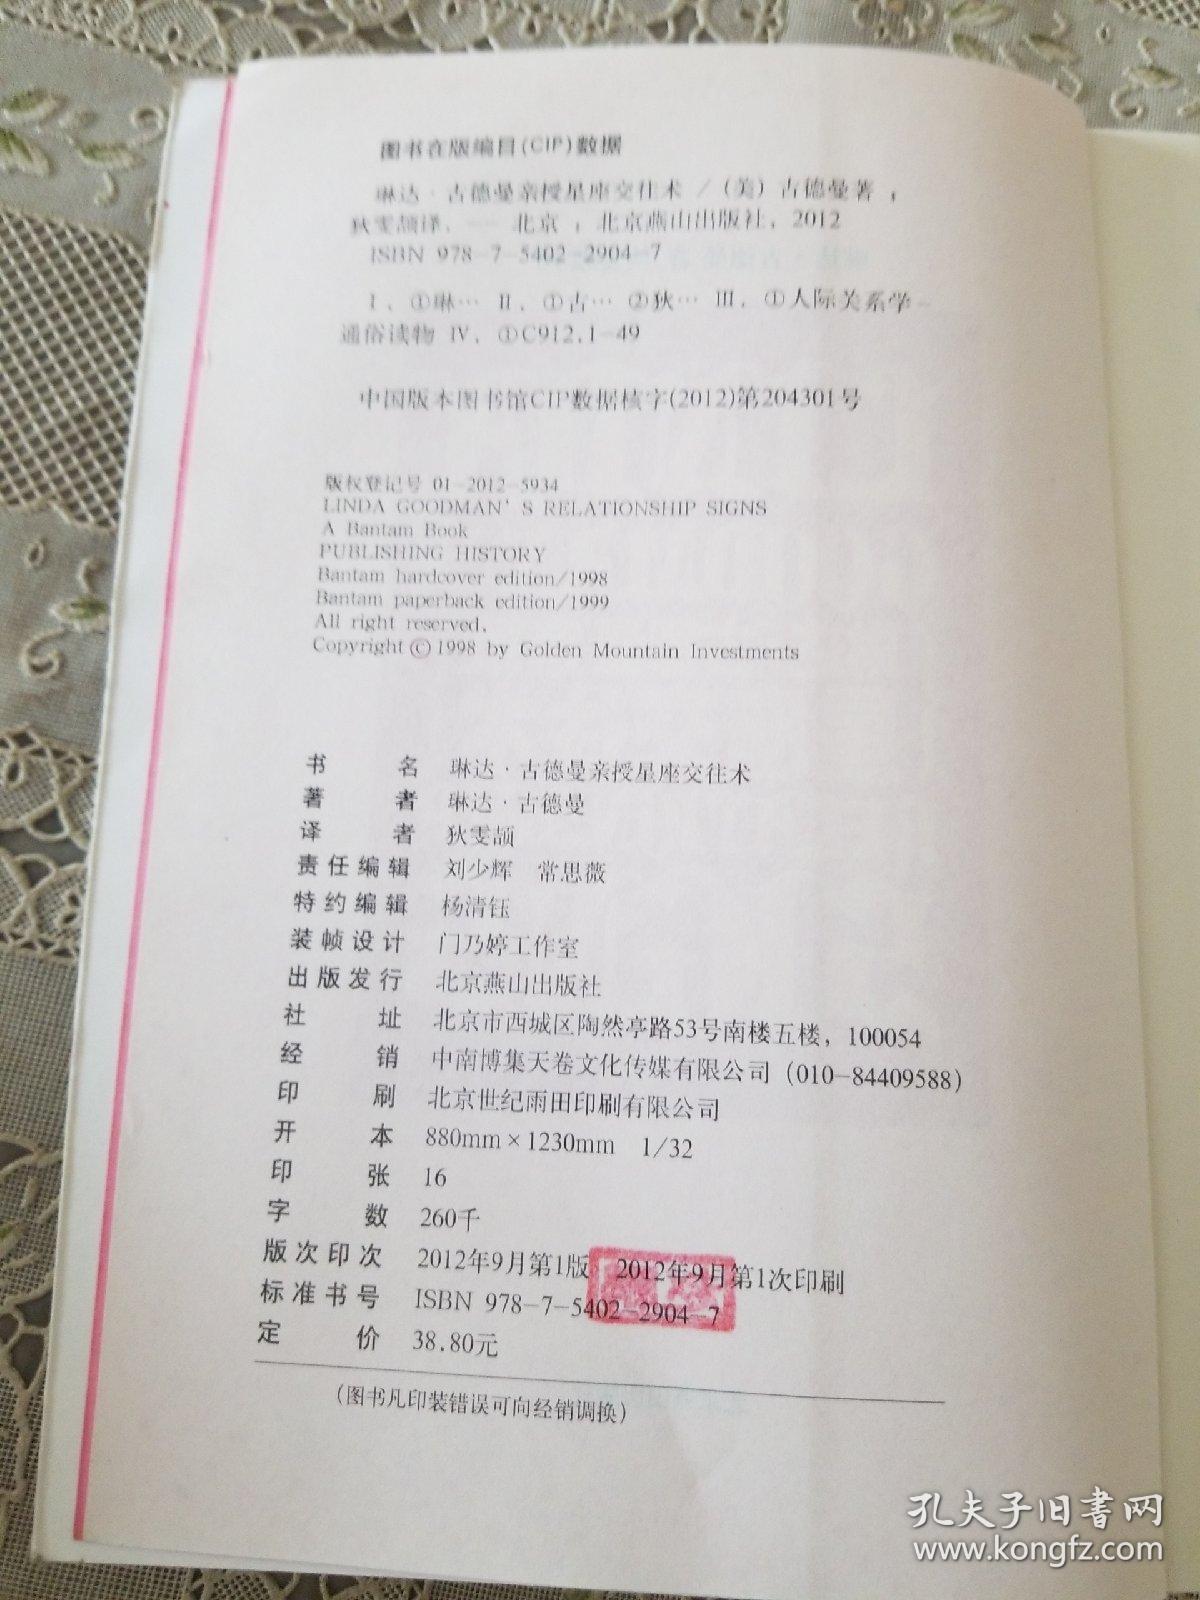 图书在版编目(CIP)数据
琳达·古德曼亲授星座交往术 / (美) 古德曼著;
狄雯颉译. -- 北京:北京燕山出版社, 2012
ISBN 978-7-5402-2904-7
Ⅰ. ①琳… Ⅱ. ①古… ②狄… Ⅲ. ①人际关系学-
通俗读物 Ⅳ. ①C912.1-49
中国版本图书馆CIP数据核字(2012)第204301号
版权登记号 01-2012-5934
LINDA GOODMAN'S RELATIONSHIP SIGNS
A Bantam Book
PUBLISHING HISTORY
Bantam hardcover edition/1998
Bantam paperback edition/1999
All right reserved.
Copyright ©1998 by Golden Mountain Investments
书名 琳达·古德曼亲授星座交往术
著者 琳达·古德曼
译者 狄雯颉
责任编辑 刘少辉 常思薇
特约编辑 杨清钰
装帧设计 门乃婷工作室
出版发行 北京燕山出版社
社址 北京市西城区陶然亭路53号南楼五楼, 100054
经销 中南博集天卷文化传媒有限公司 (010-84409588)
印刷 北京世纪雨田印刷有限公司
开本 880mm×1230mm 1/32
印张 16
字数 260千
版次印次 2012年9月第1版 2012年9月第1次印刷
标准书号 ISBN 978-7-5402-2904-7
定价 38.80元
(图书凡印装错误可向经销调换)
孔夫子旧书网
www.kongfz.com